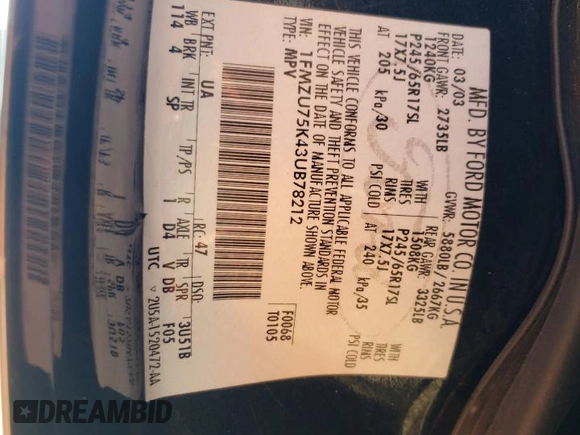 MFD. BY FORD MOTOR CO. IN U.S.A.
DATE: 03/03
GVWR: 5880LB/ 2667KG
FRONT GAWR: 2735LB
REAR GAWR: 3325LB
1240KG
WITH
1508KG
WITH
P245/65R17SL
TIRES
P245/65R17SL
TIRES
17X7.5J
RIMS
17X7.5J
RIMS
AT 205 kPa/30 PSI COLD
AT 240 kPa/35 PSI COLD
THIS VEHICLE CONFORMS TO ALL APPLICABLE FEDERAL MOTOR
VEHICLE SAFETY AND THEFT PREVENTION STANDARDS IN
EFFECT ON THE DATE OF MANUFACTURE SHOWN ABOVE.
1FMZU75K43UB78212
MPV
F0068
T0105
EXT PNT: UA
RC: 47
DSO:
WB BRK INT TR TP/PS R AXLE TR SPR
114 4 SP 1 D4 V DB F05
3U51B
UTC
2U5A-1520472-AA
DREAMBID